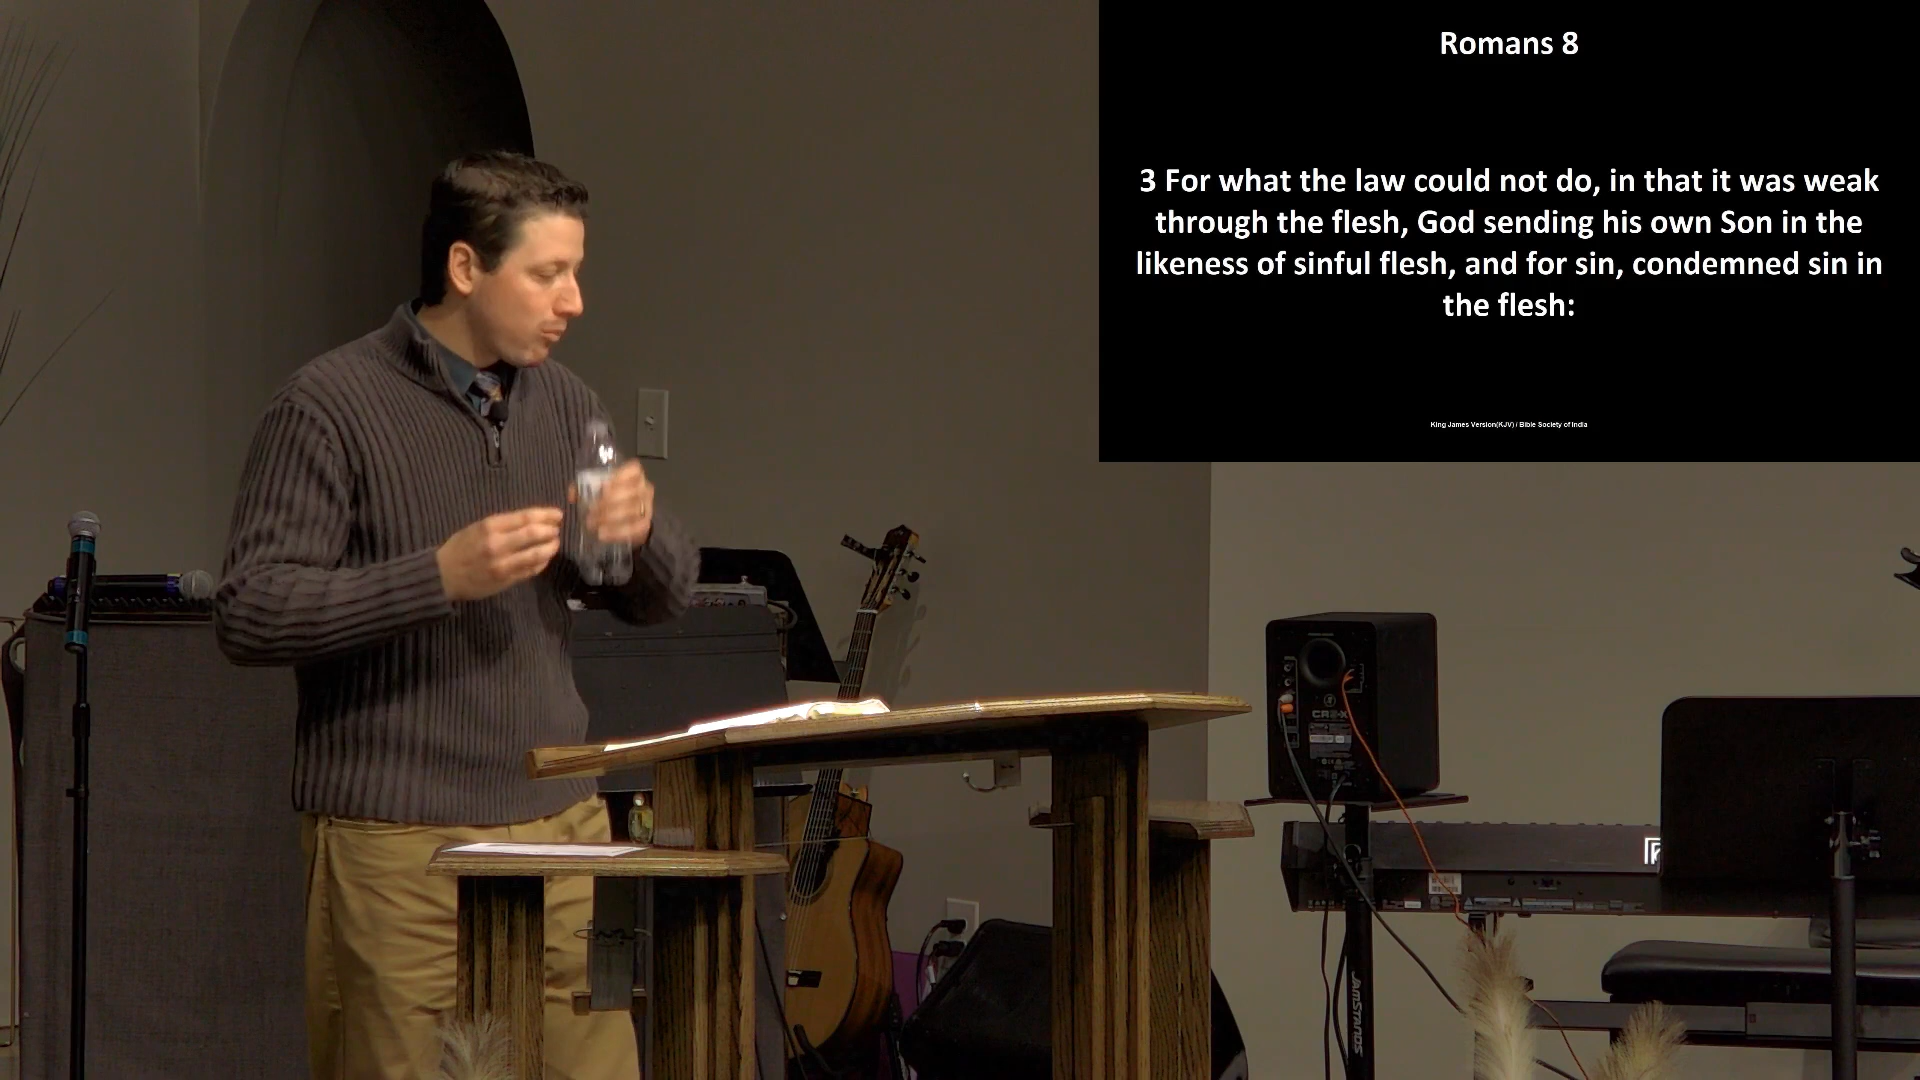 Romans 8
3 For what the law could not do, in that it was weak
through the flesh, God sending his own Son in the
likeness of sinful flesh, and for sin, condemned sin in
the flesh:
King James Version(KJV) / Bible Society of India
JAMSTANDS